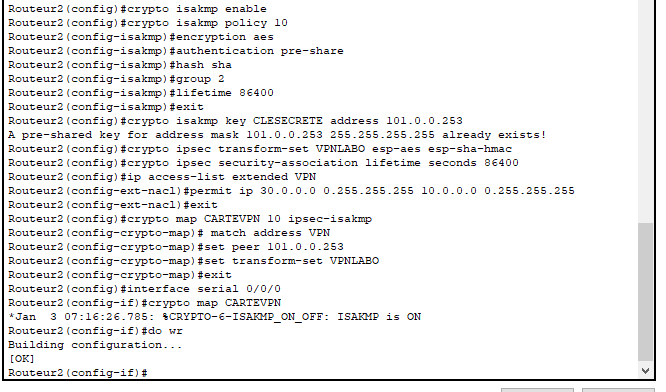 Routeur2(config)#crypto isakmp enable
Routeur2(config)#crypto isakmp policy 10
Routeur2(config-isakmp)#encryption aes
Routeur2(config-isakmp)#authentication pre-share
Routeur2(config-isakmp)#hash sha
Routeur2(config-isakmp)#group 2
Routeur2(config-isakmp)#lifetime 86400
Routeur2(config-isakmp)#exit
Routeur2(config)#crypto isakmp key CLESECRETE address 101.0.0.253
A pre-shared key for address mask 101.0.0.253 255.255.255.255 already exists!
Routeur2(config)#crypto ipsec transform-set VPNLABO esp-aes esp-sha-hmac
Routeur2(config)#crypto ipsec security-association lifetime seconds 86400
Routeur2(config)#ip access-list extended VPN
Routeur2(config-ext-nacl)#permit ip 30.0.0.0 0.255.255.255 10.0.0.0 0.255.255.255
Routeur2(config-ext-nacl)#exit
Routeur2(config)#crypto map CARTEVPN 10 ipsec-isakmp
Routeur2(config-crypto-map)# match address VPN
Routeur2(config-crypto-map)#set peer 101.0.0.253
Routeur2(config-crypto-map)#set transform-set VPNLABO
Routeur2(config-crypto-map)#exit
Routeur2(config)#interface serial 0/0/0
Routeur2(config-if)#crypto map CARTEVPN
*Jan  3 07:16:26.785: %CRYPTO-6-ISAKMP_ON_OFF: ISAKMP is ON
Routeur2(config-if)#do wr
Building configuration...
[OK]
Routeur2(config-if)#